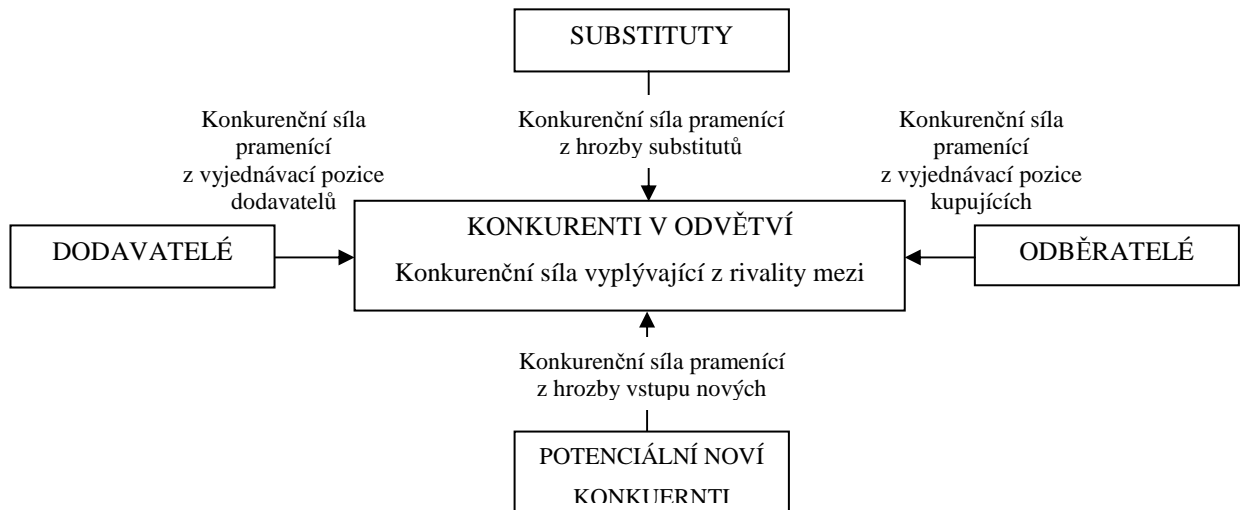 SUBSTITUTY
Konkurenční síla
pramenící
z vyjednávací pozice
dodavatelů
Konkurenční síla pramenící
z hrozby substitutů
Konkurenční síla
pramenící
z vyjednávací pozice
kupujících
DODAVATELÉ
KONKURENTI V ODVĚTVÍ
Konkurenční síla vyplývající z rivality mezi
ODBĚRATELÉ
Konkurenční síla pramenící
z hrozby vstupu nových
POTENCIÁLNÍ NOVÍ
KONKUERNTI